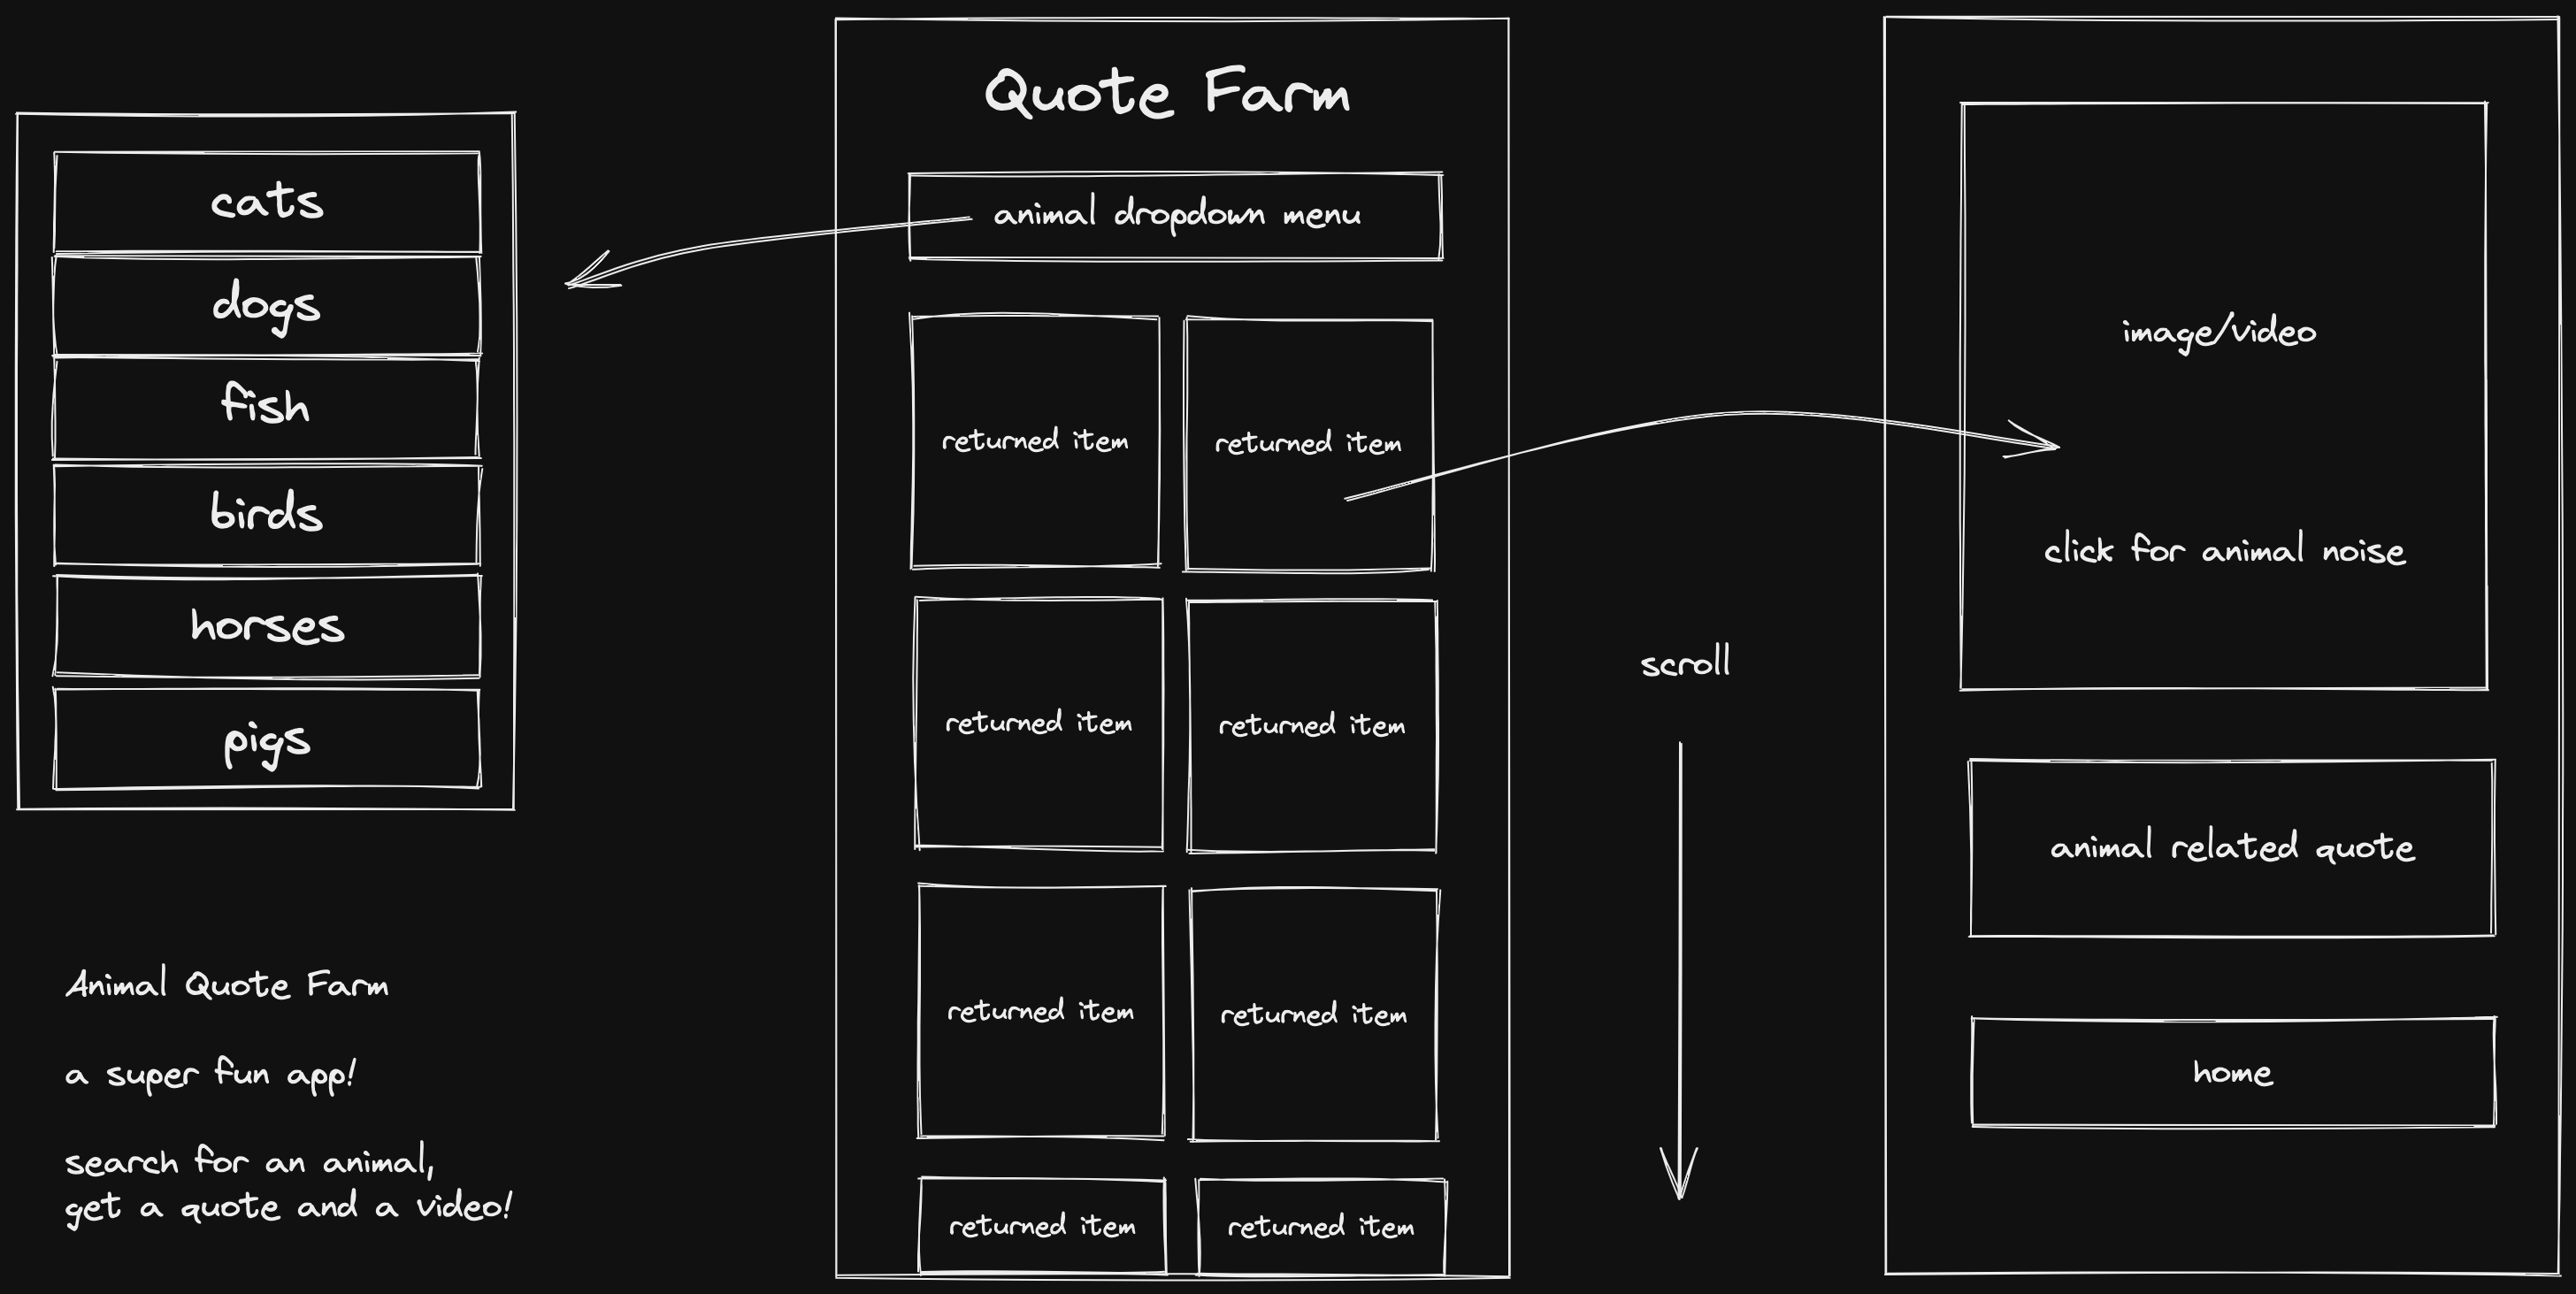 cats
dogs
fish
birds
horses
pigs
Animal Quote Farm
a super fun app!
search for an animal,
get a quote and a video!
Quote Farm
animal dropdown menu
returned item
returned item
returned item
returned item
returned item
returned item
returned item
returned item
scroll
image/video
click for animal noise
animal related quote
home